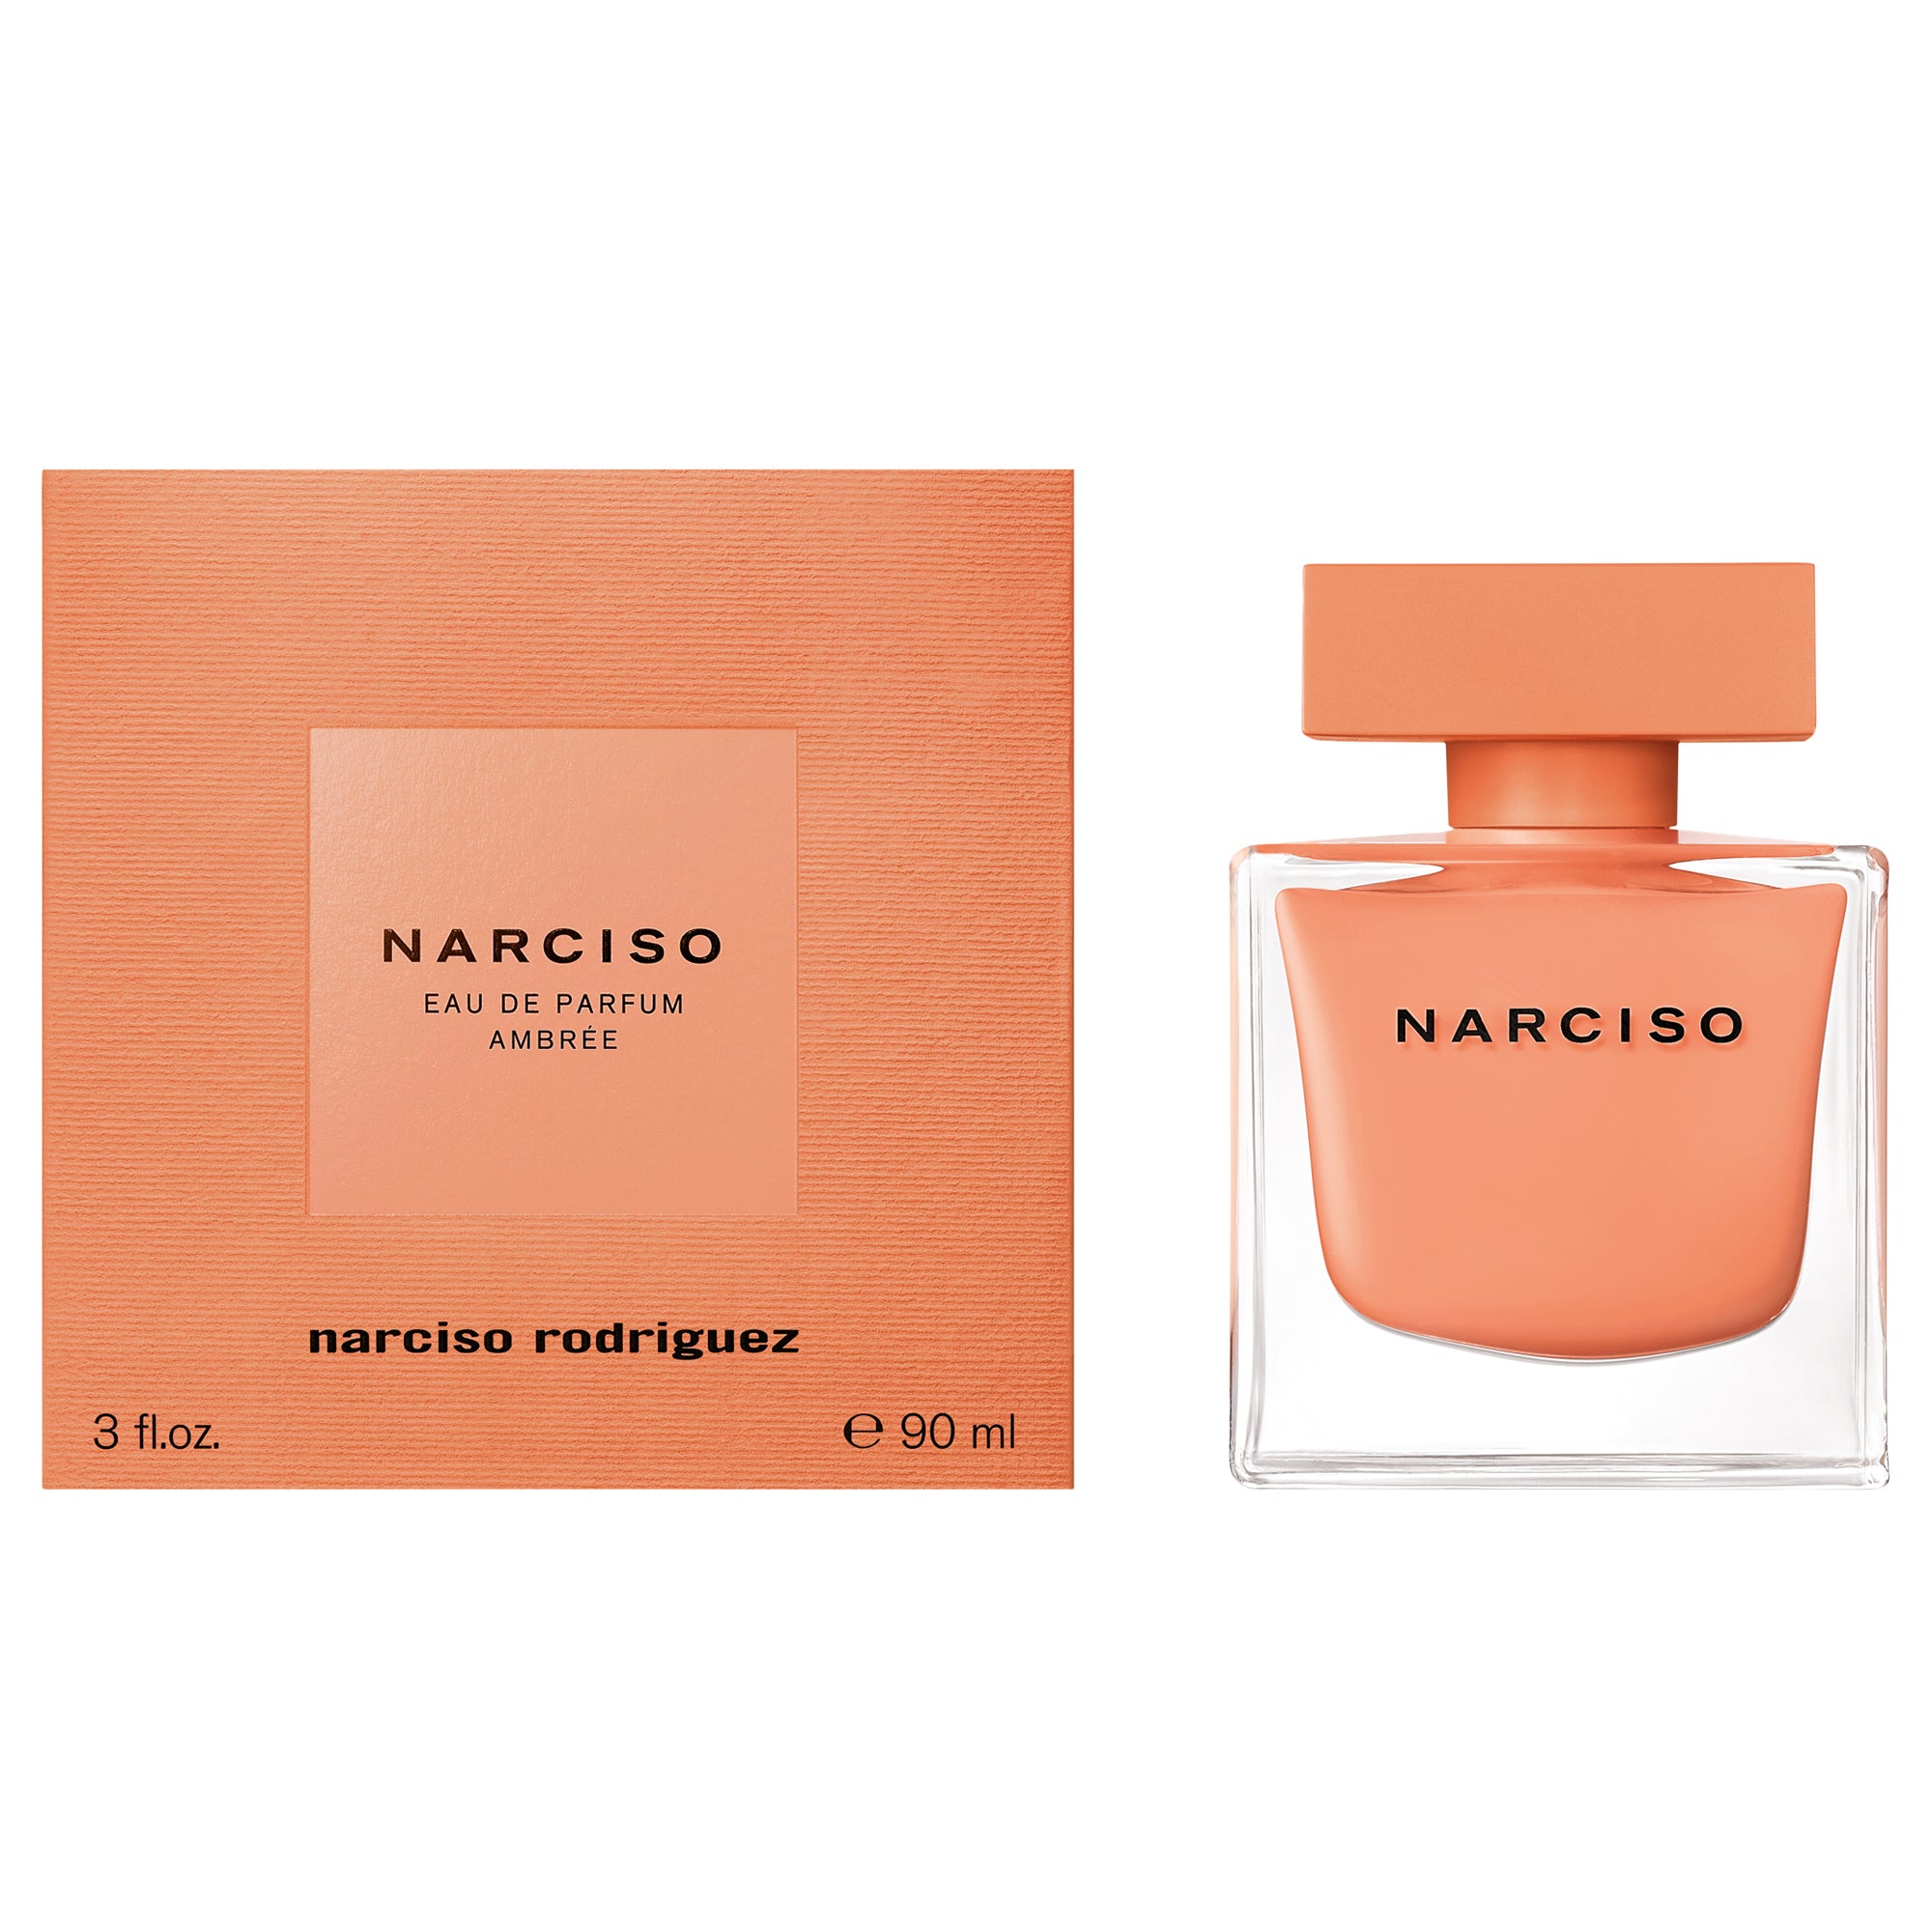 NARCISO
EAU DE PARFUM
AMBRÉE
narciso rodriguez
3 fl.oz.
℮ 90 ml
NARCISO